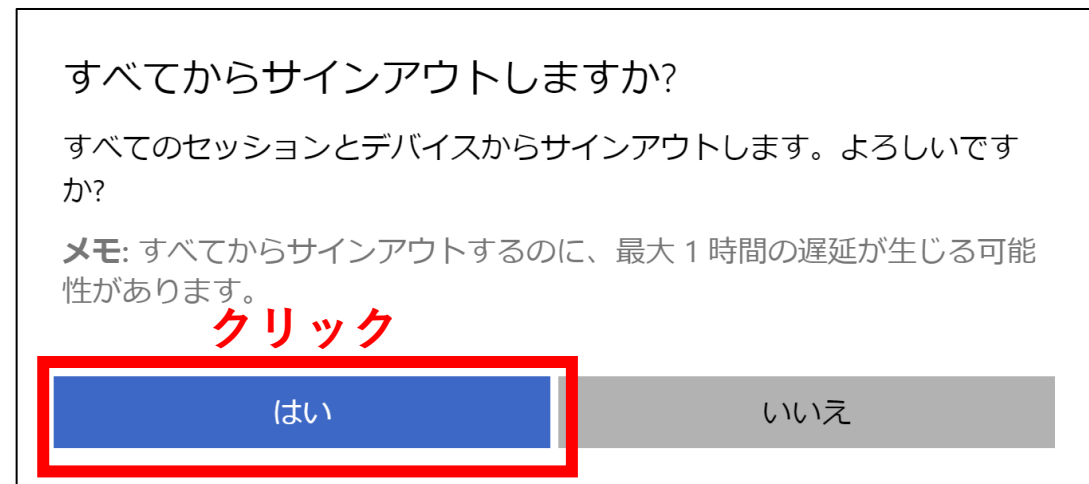 すべてからサインアウトしますか?
すべてのセッションとデバイスからサインアウトします。よろしいです
か?
メモ: すべてからサインアウトするのに、最大 1 時間の遅延が生じる可能
性があります。
クリック
はい
いいえ